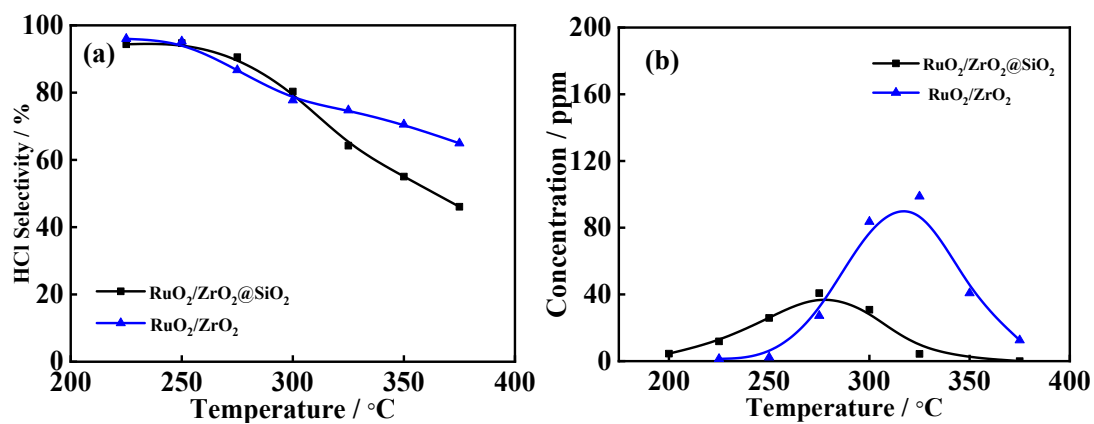 (a)
HCl Selectivity / %
100
80
60
40
20
0
RuO₂/ZrO₂@SiO₂
RuO₂/ZrO₂
200 250 300 350 400
Temperature / °C
(b)
Concentration / ppm
200
160
120
80
40
0
RuO₂/ZrO₂@SiO₂
RuO₂/ZrO₂
200 250 300 350 400
Temperature / °C